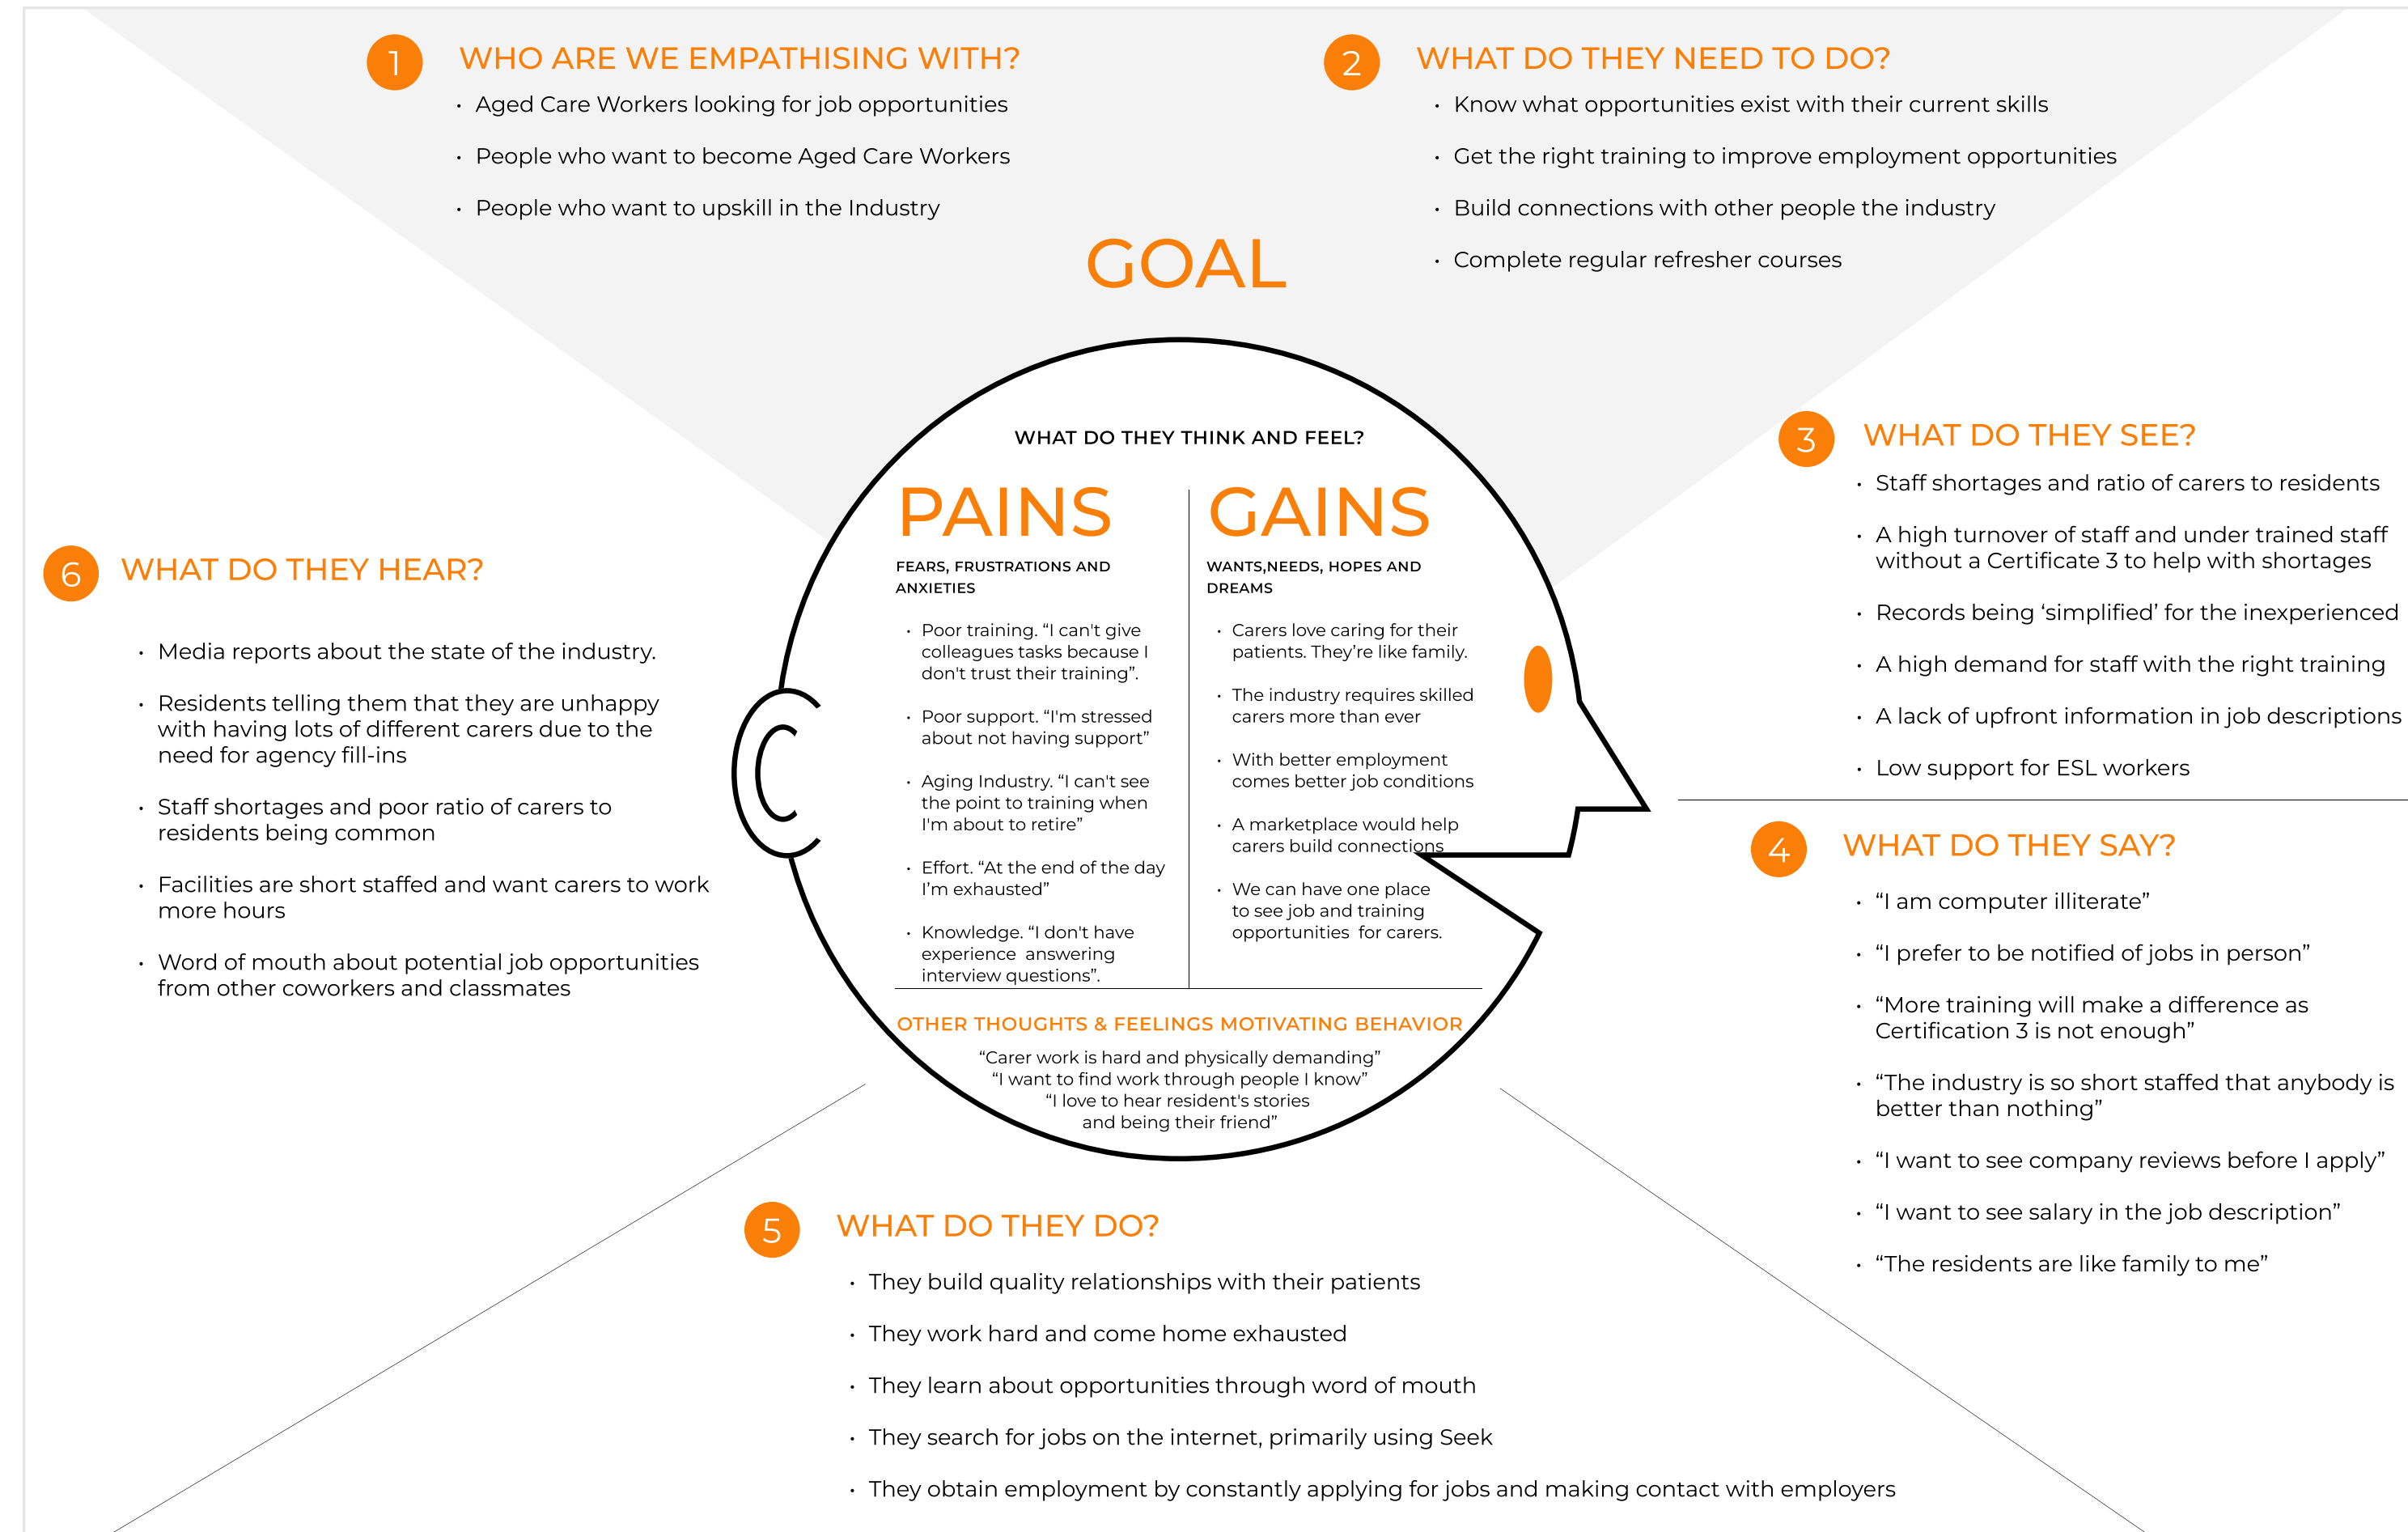 1
WHO ARE WE EMPATHISING WITH?
· Aged Care Workers looking for job opportunities
· People who want to become Aged Care Workers
· People who want to upskill in the Industry
2
WHAT DO THEY NEED TO DO?
· Know what opportunities exist with their current skills
· Get the right training to improve employment opportunities
· Build connections with other people the industry
· Complete regular refresher courses
GOAL
WHAT DO THEY THINK AND FEEL?
PAINS
FEARS, FRUSTRATIONS AND
ANXIETIES
· Poor training. “I can't give
colleagues tasks because I
don't trust their training”.
· Poor support. “I'm stressed
about not having support”
· Aging Industry. “I can't see
the point to training when
I'm about to retire”
· Effort. “At the end of the day
I’m exhausted”
· Knowledge. “I don't have
experience answering
interview questions”.
GAINS
WANTS,NEEDS, HOPES AND
DREAMS
· Carers love caring for their
patients. They’re like family.
· The industry requires skilled
carers more than ever
· With better employment
comes better job conditions
· A marketplace would help
carers build connections
· We can have one place
to see job and training
opportunities for carers.
OTHER THOUGHTS & FEELINGS MOTIVATING BEHAVIOR
“Carer work is hard and physically demanding”
“I want to find work through people I know”
“I love to hear resident's stories
and being their friend”
3
WHAT DO THEY SEE?
· Staff shortages and ratio of carers to residents
· A high turnover of staff and under trained staff
without a Certificate 3 to help with shortages
· Records being ‘simplified’ for the inexperienced
· A high demand for staff with the right training
· A lack of upfront information in job descriptions
· Low support for ESL workers
4
WHAT DO THEY SAY?
· “I am computer illiterate”
· “I prefer to be notified of jobs in person”
· “More training will make a difference as
Certification 3 is not enough”
· “The industry is so short staffed that anybody is
better than nothing”
· “I want to see company reviews before I apply”
· “I want to see salary in the job description”
· “The residents are like family to me”
5
WHAT DO THEY DO?
· They build quality relationships with their patients
· They work hard and come home exhausted
· They learn about opportunities through word of mouth
· They search for jobs on the internet, primarily using Seek
· They obtain employment by constantly applying for jobs and making contact with employers
6
WHAT DO THEY HEAR?
· Media reports about the state of the industry.
· Residents telling them that they are unhappy
with having lots of different carers due to the
need for agency fill-ins
· Staff shortages and poor ratio of carers to
residents being common
· Facilities are short staffed and want carers to work
more hours
· Word of mouth about potential job opportunities
from other coworkers and classmates